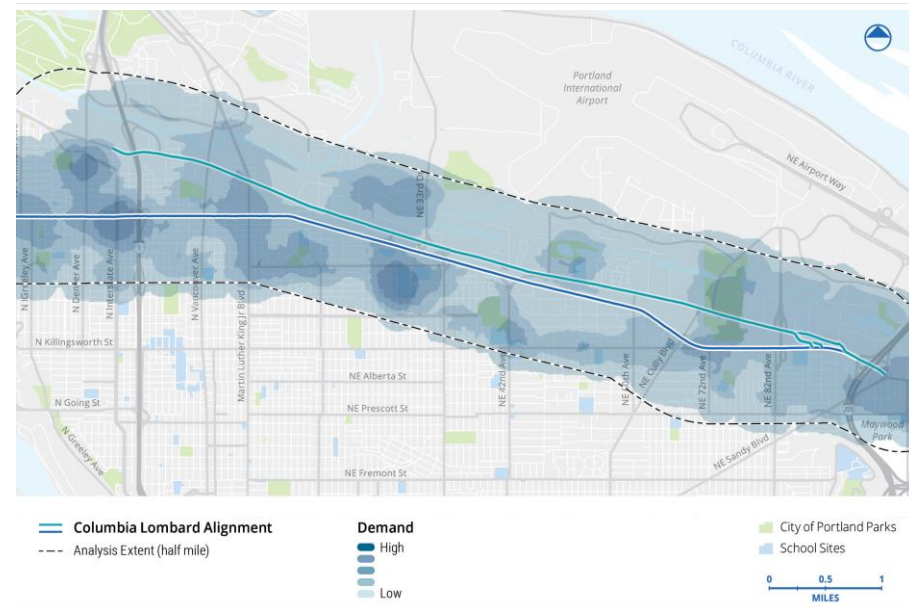 COLUMBIA RIVER
Portland
International
Airport
NE Airport Way
NE 33rd Dr
N Greeley Ave
N Denver Ave
N Interstate Ave
N Vancouver Ave
Martin Luther King Jr Blvd
N Killingsworth St
NE Alberta St
N Going St
NE Prescott St
N Greeley Ave
NE Fremont St
NE 42nd Ave
NE Cully Blvd
NE 72nd Ave
NE 82nd Ave
NE Sandy Blvd
Maywood
Park
Columbia Lombard Alignment
Analysis Extent (half mile)
Demand
High
Low
City of Portland Parks
School Sites
0 0.5 1
MILES